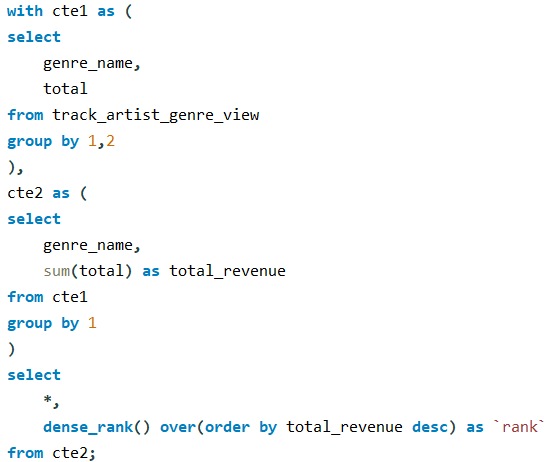 with cte1 as (
select
    genre_name,
    total
from track_artist_genre_view
group by 1,2
),
cte2 as (
select
    genre_name,
    sum(total) as total_revenue
from cte1
group by 1
)
select
    *,
    dense_rank() over(order by total_revenue desc) as `rank`
from cte2;